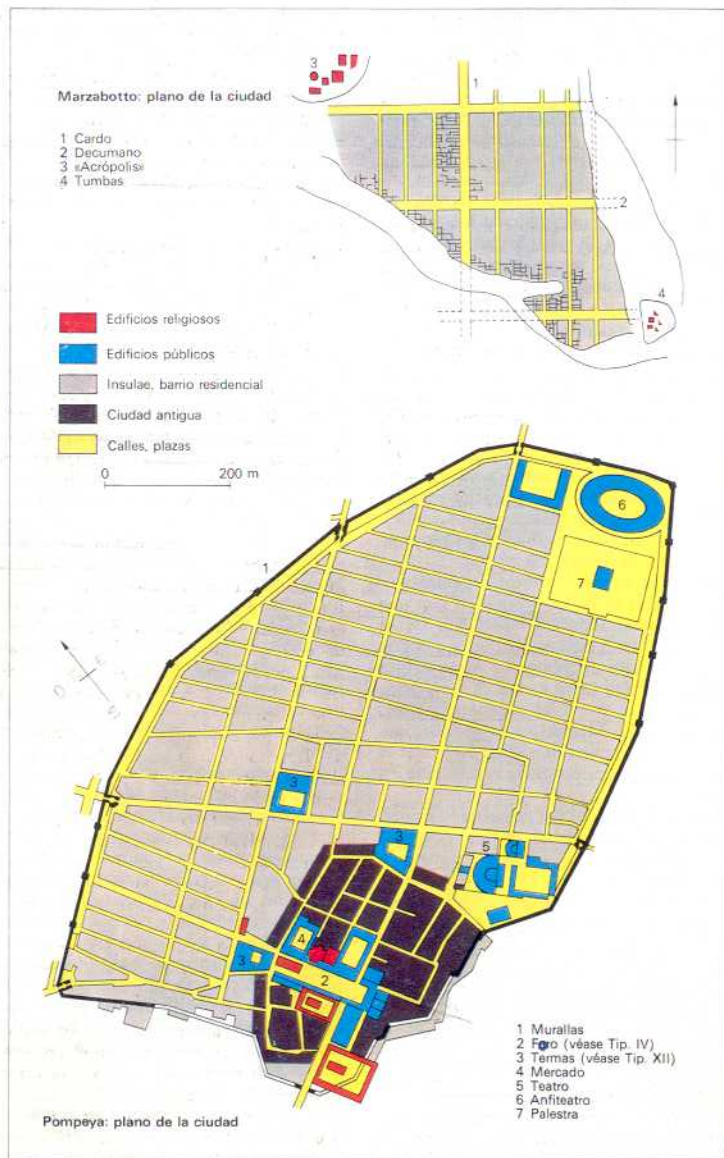 3
1
Marzabotto: plano de la ciudad
1 Cardo
2 Decumano
3 «Acrópolis»
4 Tumbas
2
4
Edificios religiosos
Edificios públicos
Insulae, barrio residencial
Ciudad antigua
Calles, plazas
0 200 m
6
7
1
3
3
5
4
3
2
1 Murallas
2 Foro (véase Tip. IV)
3 Termas (véase Tip. XII)
4 Mercado
5 Teatro
6 Anfiteatro
7 Palestra
Pompeya: plano de la ciudad